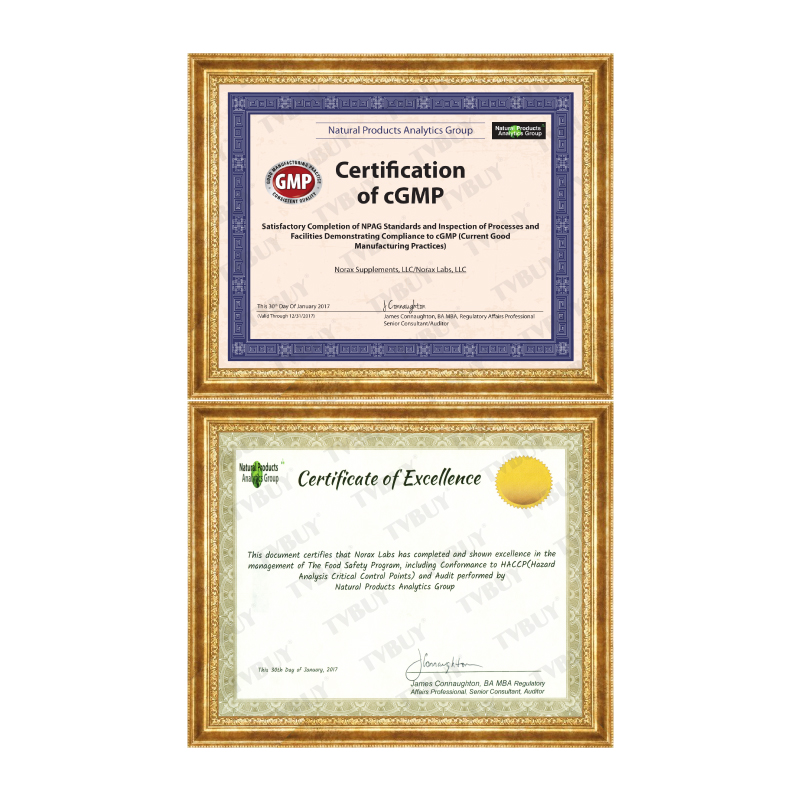 Natural Products Analytics Group
Natural Products
Analytics Group
GOOD MANUFACTURING PRACTICE
GMP
CONSISTENT QUALITY
Certification
of cGMP
Satisfactory Completion of NPAG Standards and Inspection of Processes and
Facilities Demonstrating Compliance to cGMP (Current Good
Manufacturing Practices)
Norax Supplements, LLC/Norax Labs, LLC
This 30th Day Of January 2017
J Connaughton
(Valid Through 12/31/2017)
James Connaughton, BA MBA, Regulatory Affairs Professional
Senior Consultant/Auditor
Natural Products
Analytics Group
Certificate of Excellence
This document certifies that Norax Labs has completed and shown excellence in the
management of The Food Safety Program, including Conformance to HACCP(Hazard
Analysis Critical Control Points) and Audit performed by
Natural Products Analytics Group
This 30th Day of January, 2017
J Connaughton
James Connaughton, BA MBA Regulatory
Affairs Professional, Senior Consultant, Auditor
TVBUY